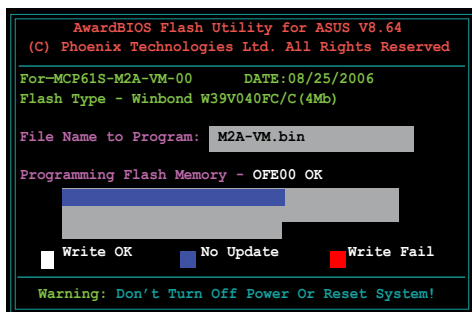 AwardBIOS Flash Utility for ASUS V8.64
(C) Phoenix Technologies Ltd. All Rights Reserved
For—MCP61S-M2A-VM-00 DATE:08/25/2006
Flash Type - Winbond W39V040FC/C(4Mb)
File Name to Program: M2A-VM.bin
Programming Flash Memory - OFE00 OK
Write OK No Update Write Fail
Warning: Don't Turn Off Power Or Reset System!